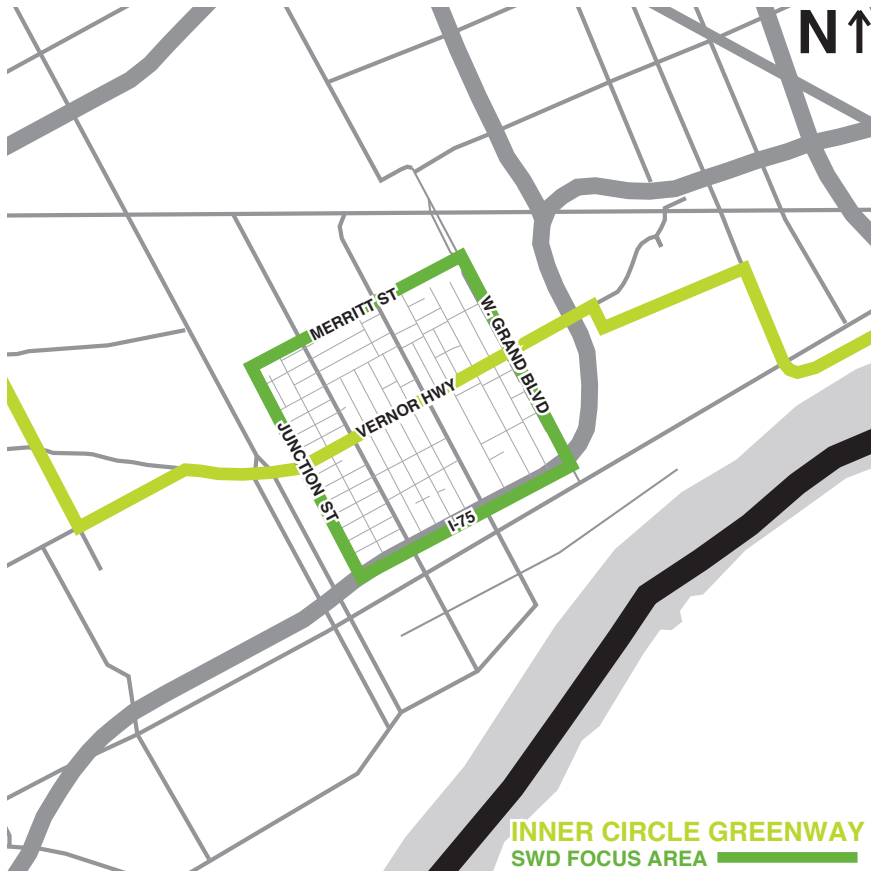 N↑
MERRITT ST
W. GRAND BLVD
VERNOR HWY
JUNCTION ST
I-75
INNER CIRCLE GREENWAY
SWD FOCUS AREA